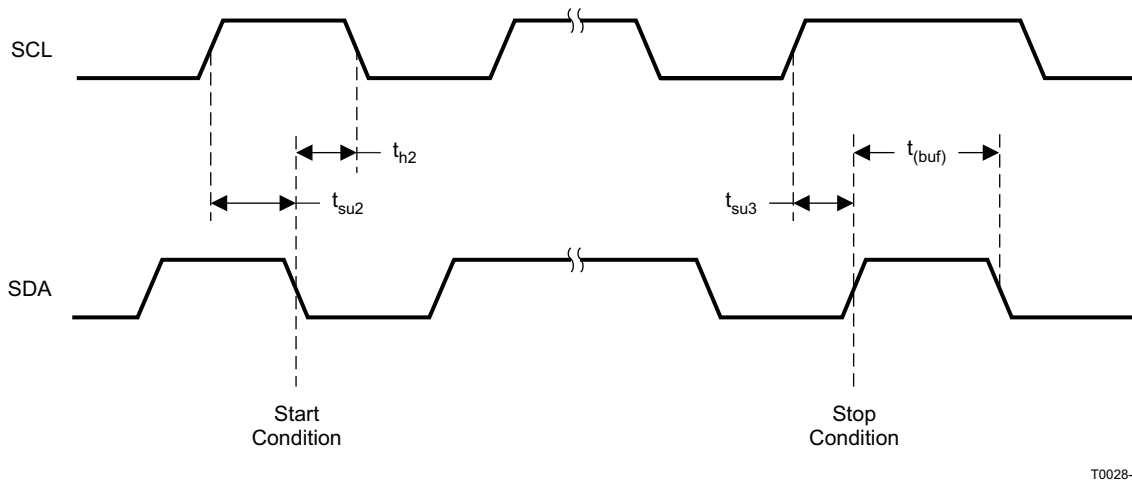 SCL
t_h2
t_(buf)
t_su2
t_su3
SDA
Start
Condition
Stop
Condition
T0028-